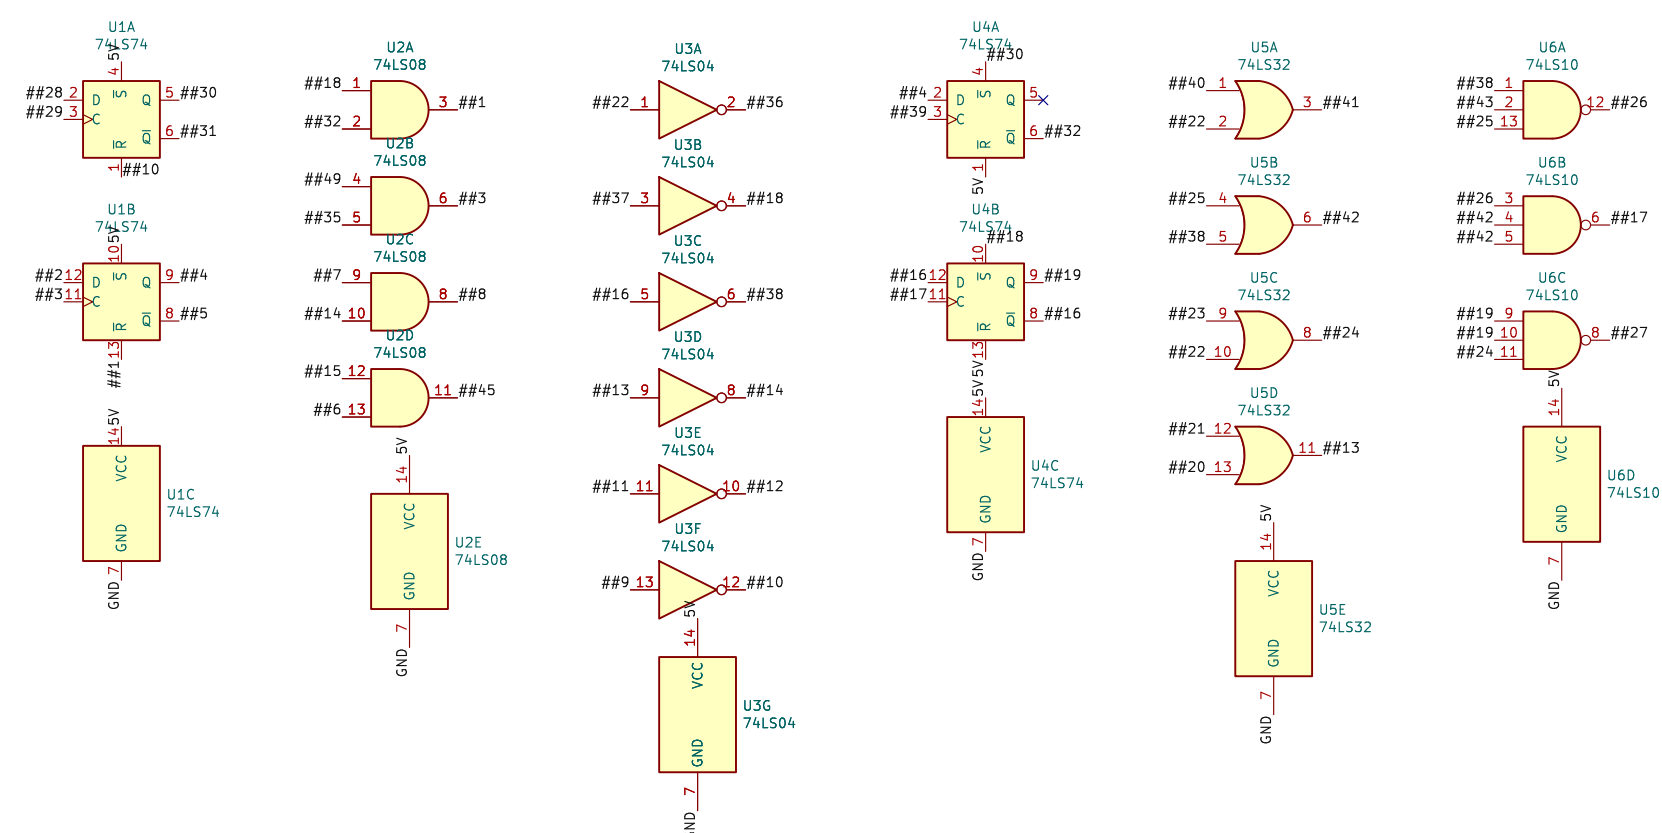 U1A
74LS74
5V
4
##28 2 D S Q 5 ##30
##29 3 C
Q 6 ##31
R
1 ##10
U1B
74LS74
5V
10
##2 12 D S Q 9 ##4
##3 11 C
Q 8 ##5
R
13
##1
5V
14
VCC
U1C
74LS74
GND
7
GND
U2A
74LS08
##18 1
3 ##1
##32 2
U2B
74LS08
##49 4
6 ##3
##35 5
U2C
74LS08
##7 9
8 ##8
##14 10
U2D
74LS08
##15 12
11 ##45
##6 13
5V
14
VCC
U2E
74LS08
GND
7
GND
U3A
74LS04
##22 1 2 ##36
U3B
74LS04
##37 3 4 ##18
U3C
74LS04
##16 5 6 ##38
U3D
74LS04
##13 9 8 ##14
U3E
74LS04
##11 11 10 ##12
U3F
74LS04
##9 13 12 ##10
5V
14
VCC
U3G
74LS04
GND
7
GND
U4A
74LS74
##30
4
##4 2 D S Q 5
##39 3 C
Q 6 ##32
R
1
5V
U4B
74LS74
##18
10
##16 12 D S Q 9 ##19
##17 11 C
Q 8 ##16
R
13
5V
5V
14
VCC
U4C
74LS74
GND
7
GND
U5A
74LS32
##40 1
3 ##41
##22 2
U5B
74LS32
##25 4
6 ##42
##38 5
U5C
74LS32
##23 9
8 ##24
##22 10
U5D
74LS32
##21 12
11 ##13
##20 13
5V
14
VCC
U5E
74LS32
GND
7
GND
U6A
74LS10
##38 1
##43 2 12 ##26
##25 13
U6B
74LS10
##26 3
##42 4 6 ##17
##42 5
U6C
74LS10
##19 9
##19 10 8 ##27
##24 11
5V
14
VCC
U6D
74LS10
GND
7
GND